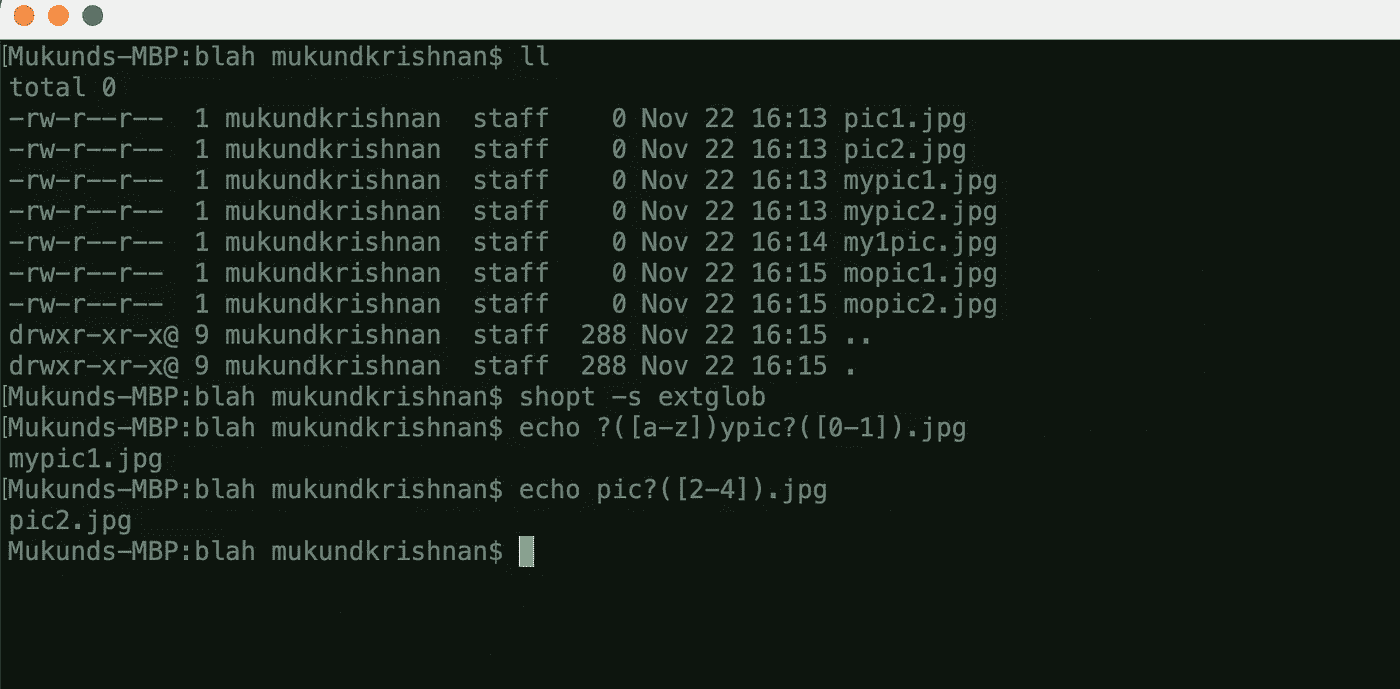 [Mukunds-MBP:blah mukundkrishnan$ ll
total 0
-rw-r--r--  1 mukundkrishnan  staff    0 Nov 22 16:13 pic1.jpg
-rw-r--r--  1 mukundkrishnan  staff    0 Nov 22 16:13 pic2.jpg
-rw-r--r--  1 mukundkrishnan  staff    0 Nov 22 16:13 mypic1.jpg
-rw-r--r--  1 mukundkrishnan  staff    0 Nov 22 16:13 mypic2.jpg
-rw-r--r--  1 mukundkrishnan  staff    0 Nov 22 16:14 my1pic.jpg
-rw-r--r--  1 mukundkrishnan  staff    0 Nov 22 16:15 mopic1.jpg
-rw-r--r--  1 mukundkrishnan  staff    0 Nov 22 16:15 mopic2.jpg
drwxr-xr-x@ 9 mukundkrishnan  staff  288 Nov 22 16:15 ..
drwxr-xr-x@ 9 mukundkrishnan  staff  288 Nov 22 16:15 .
[Mukunds-MBP:blah mukundkrishnan$ shopt -s extglob
[Mukunds-MBP:blah mukundkrishnan$ echo ?([a-z])ypic?([0-1]).jpg
mypic1.jpg
[Mukunds-MBP:blah mukundkrishnan$ echo pic?([2-4]).jpg
pic2.jpg
Mukunds-MBP:blah mukundkrishnan$